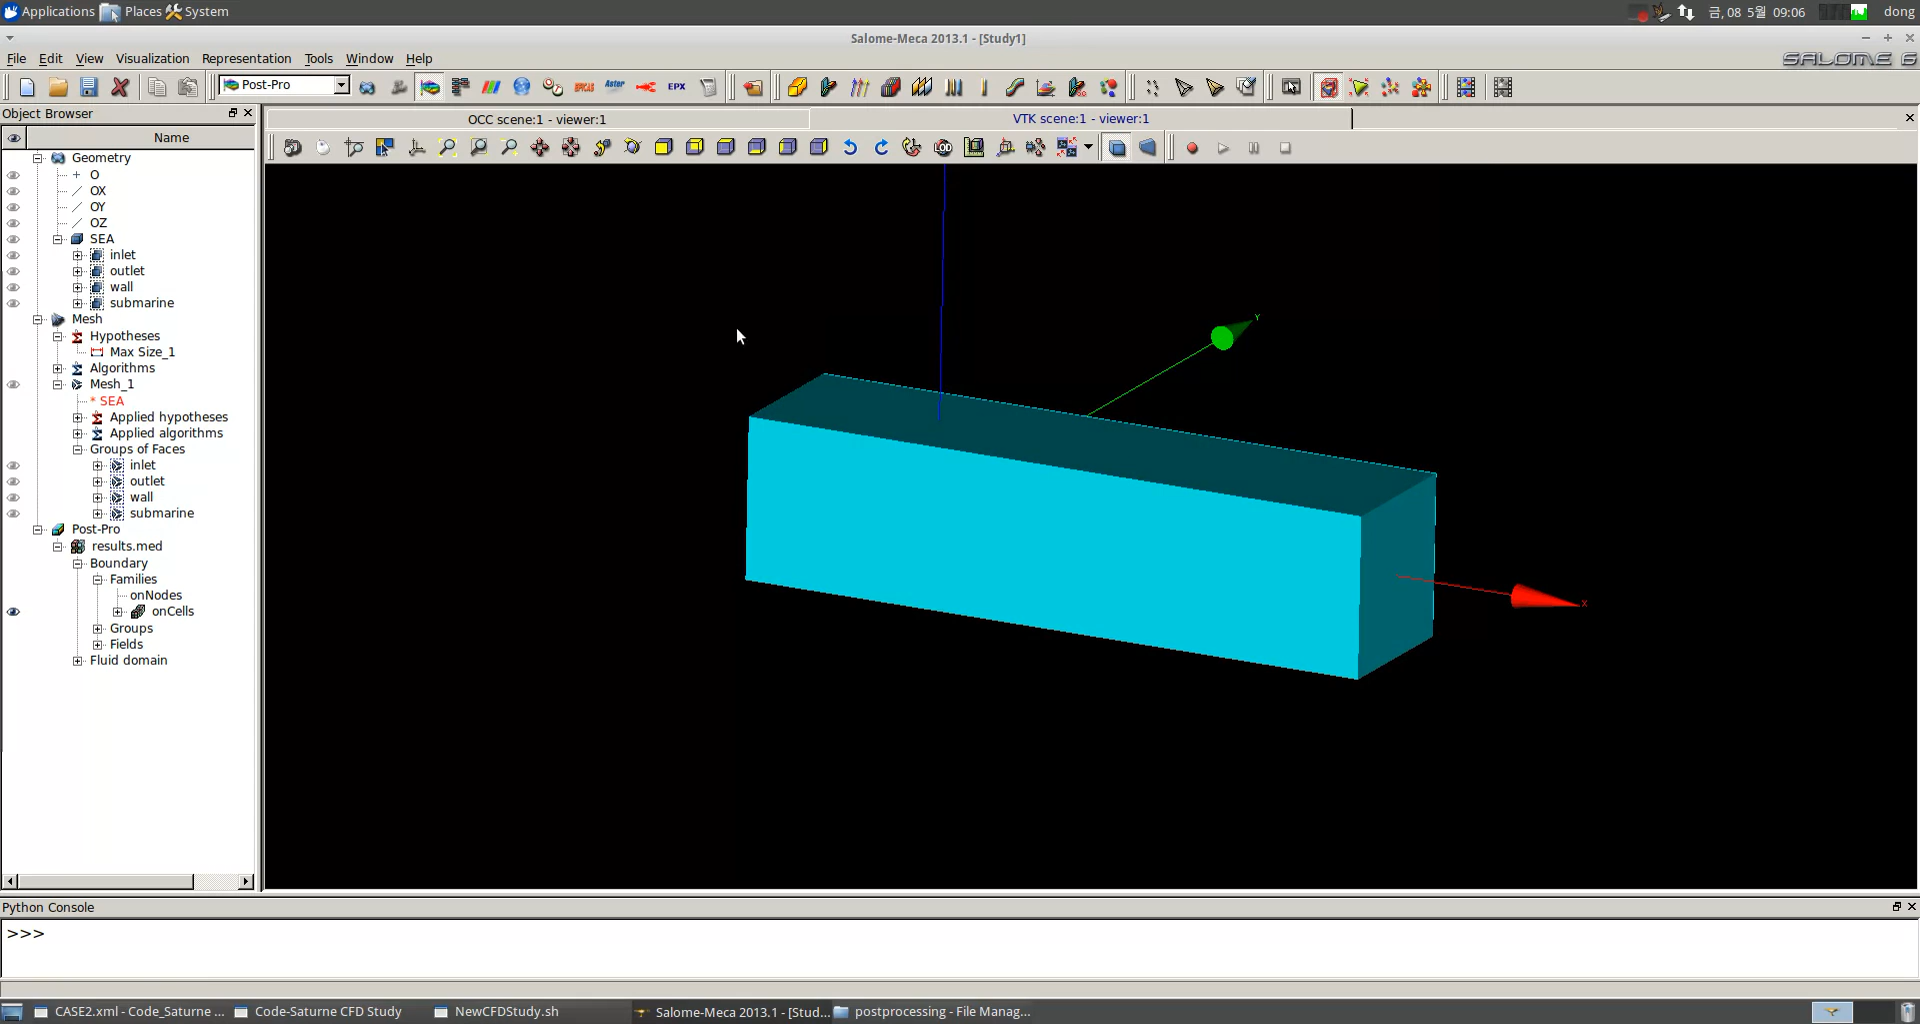 Applications Places System
금, 08 5월 09:06 dong
Salome-Meca 2013.1 - [Study1]
File Edit View Visualization Representation Tools Window Help
SALOME 6
Post-Pro
EFICAS Aster EPX
Object Browser
OCC scene:1 - viewer:1
VTK scene:1 - viewer:1
Name
LOD
Geometry
O
OX
OY
OZ
SEA
inlet
outlet
wall
submarine
Mesh
Hypotheses
Max Size_1
Algorithms
Mesh_1
* SEA
Applied hypotheses
Applied algorithms
Groups of Faces
inlet
outlet
wall
submarine
Post-Pro
results.med
Boundary
Families
onNodes
onCells
Groups
Fields
Fluid domain
Y
X
Python Console
>>>
CASE2.xml - Code_Saturne ...
Code-Saturne CFD Study
NewCFDStudy.sh
Salome-Meca 2013.1 - [Stud...
postprocessing - File Manag...